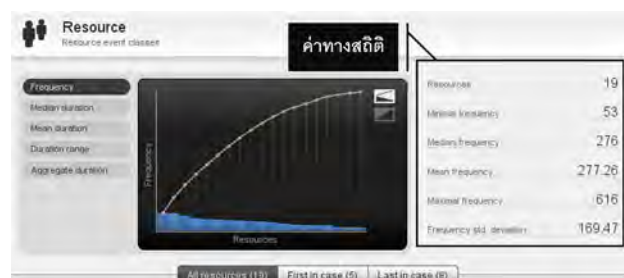 Resource
Resource event classes
ค่าทางสถิติ
Frequency
Median duration
Mean duration
Duration range
Aggregate duration
Frequency
Resources
Resources 19
Minimal frequency 53
Median frequency 276
Mean frequency 277.26
Maximal frequency 616
Frequency std. deviation 169.47
All resources (19) First in case (5) Last in case (8)